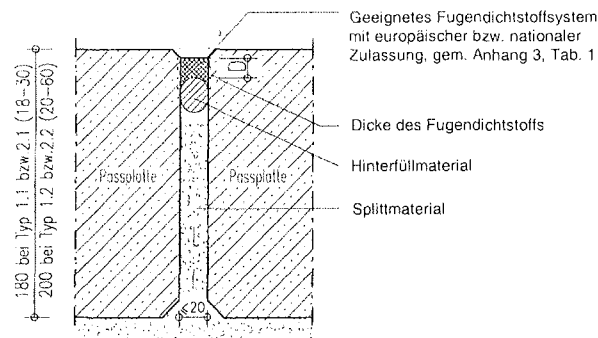 Geeignetes Fugendichtstoffsystem
mit europäischer bzw. nationaler
Zulassung, gem. Anhang 3, Tab. 1
D
Dicke des Fugendichtstoffs
Hinterfüllmaterial
Passplatte
Passplatte
Splittmaterial
180 bei Typ 1.1 bzw.2.1 (18-30)
200 bei Typ 1.2 bzw.2.2 (20-60)
≤20